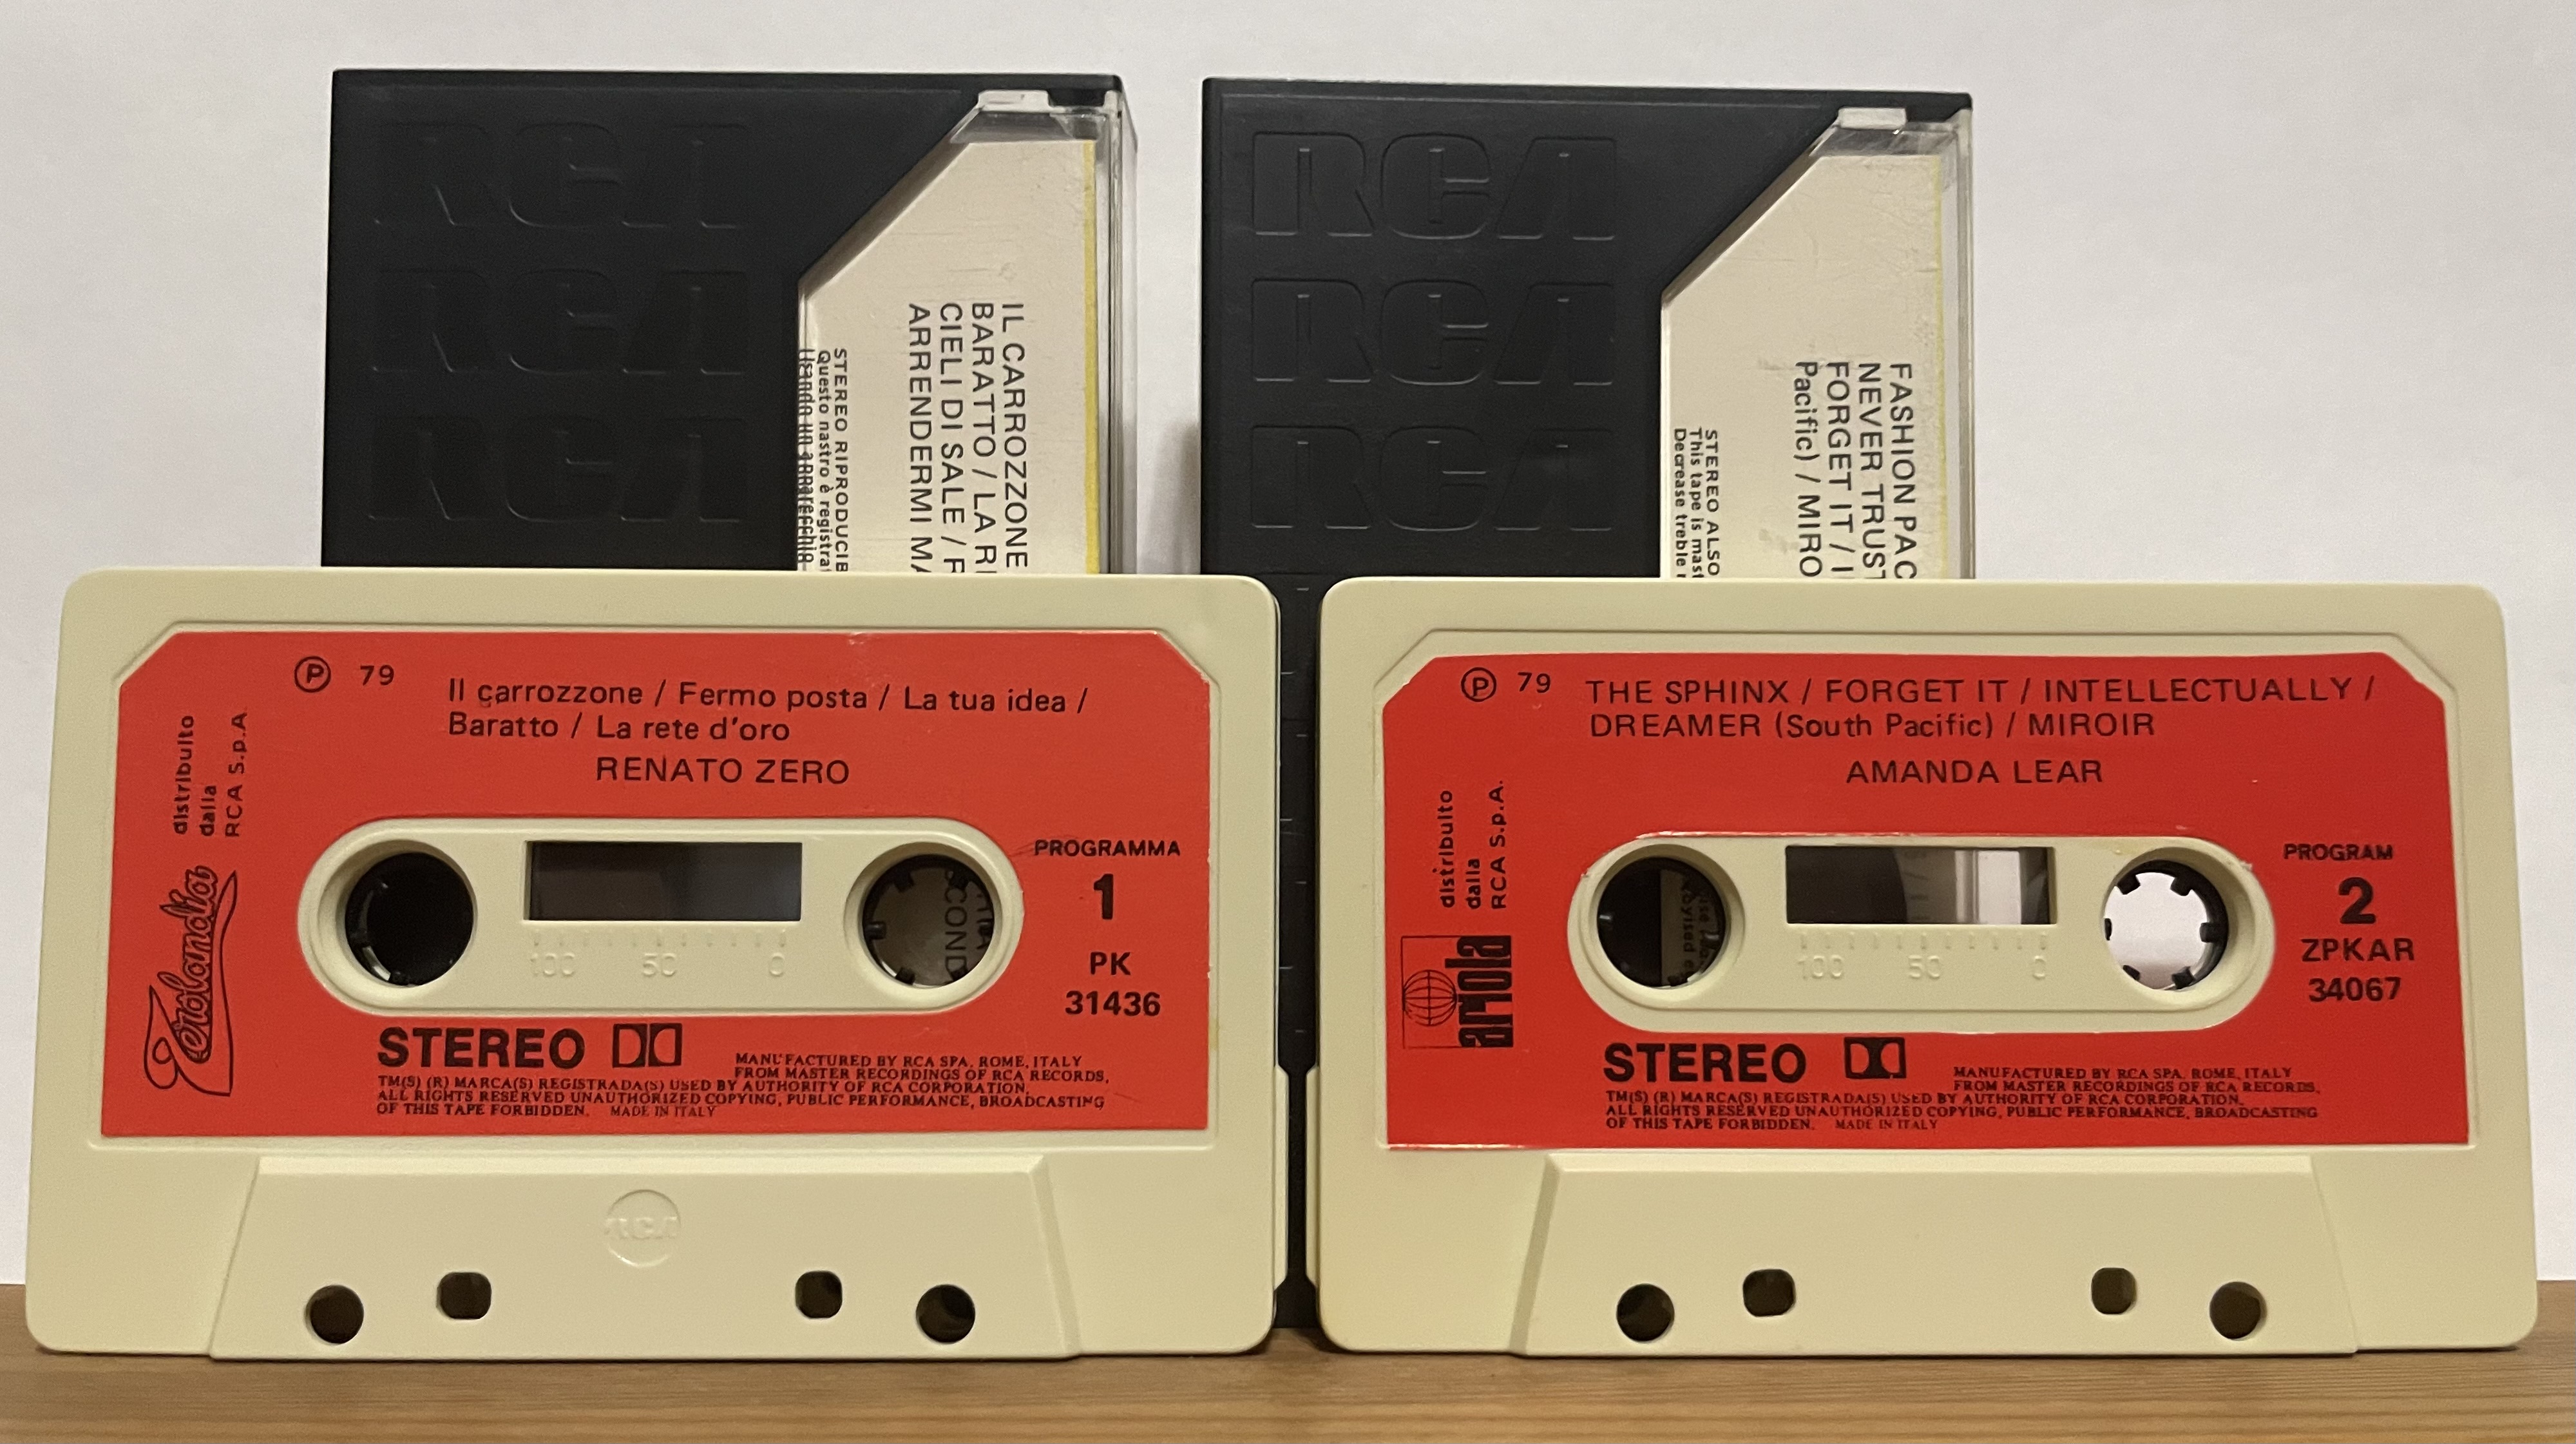 RCA
RCA
RCA
IL CARROZZONE
BARATTO / LA
CIELI DI SALE /
ARRENDERMI
STEREO
Questo nastro è
RCA
RCA
RCA
FASHION
NEVER TRUST
FORGET IT /
Pacific) /
STEREO ALSO
This tape is
Decrease treble
Ⓟ 79
Il carrozzone / Fermo posta / La tua idea /
Baratto / La rete d'oro
RENATO ZERO
distribuito
dalla
RCA S.p.A.
Zerolandia
PROGRAMMA
1
PK
31436
100 50 0
STEREO
MANUFACTURED BY RCA SPA. ROME, ITALY
FROM MASTER RECORDINGS OF RCA RECORDS,
TM(S) (R) MARCA(S) REGISTRADA(S) USED BY AUTHORITY OF RCA CORPORATION,
ALL RIGHTS RESERVED UNAUTHORIZED COPYING, PUBLIC PERFORMANCE, BROADCASTING
OF THIS TAPE FORBIDDEN. MADE IN ITALY
RCA
Ⓟ 79
THE SPHINX / FORGET IT / INTELLECTUALLY /
DREAMER (South Pacific) / MIROIR
AMANDA LEAR
distribuito
dalla
RCA S.p.A.
ariola
PROGRAM
2
ZPKAR
34067
100 50 0
STEREO
MANUFACTURED BY RCA SPA. ROME, ITALY
FROM MASTER RECORDINGS OF RCA RECORDS,
TM(S) (R) MARCA(S) REGISTRADA(S) USED BY AUTHORITY OF RCA CORPORATION,
ALL RIGHTS RESERVED UNAUTHORIZED COPYING, PUBLIC PERFORMANCE, BROADCASTING
OF THIS TAPE FORBIDDEN. MADE IN ITALY